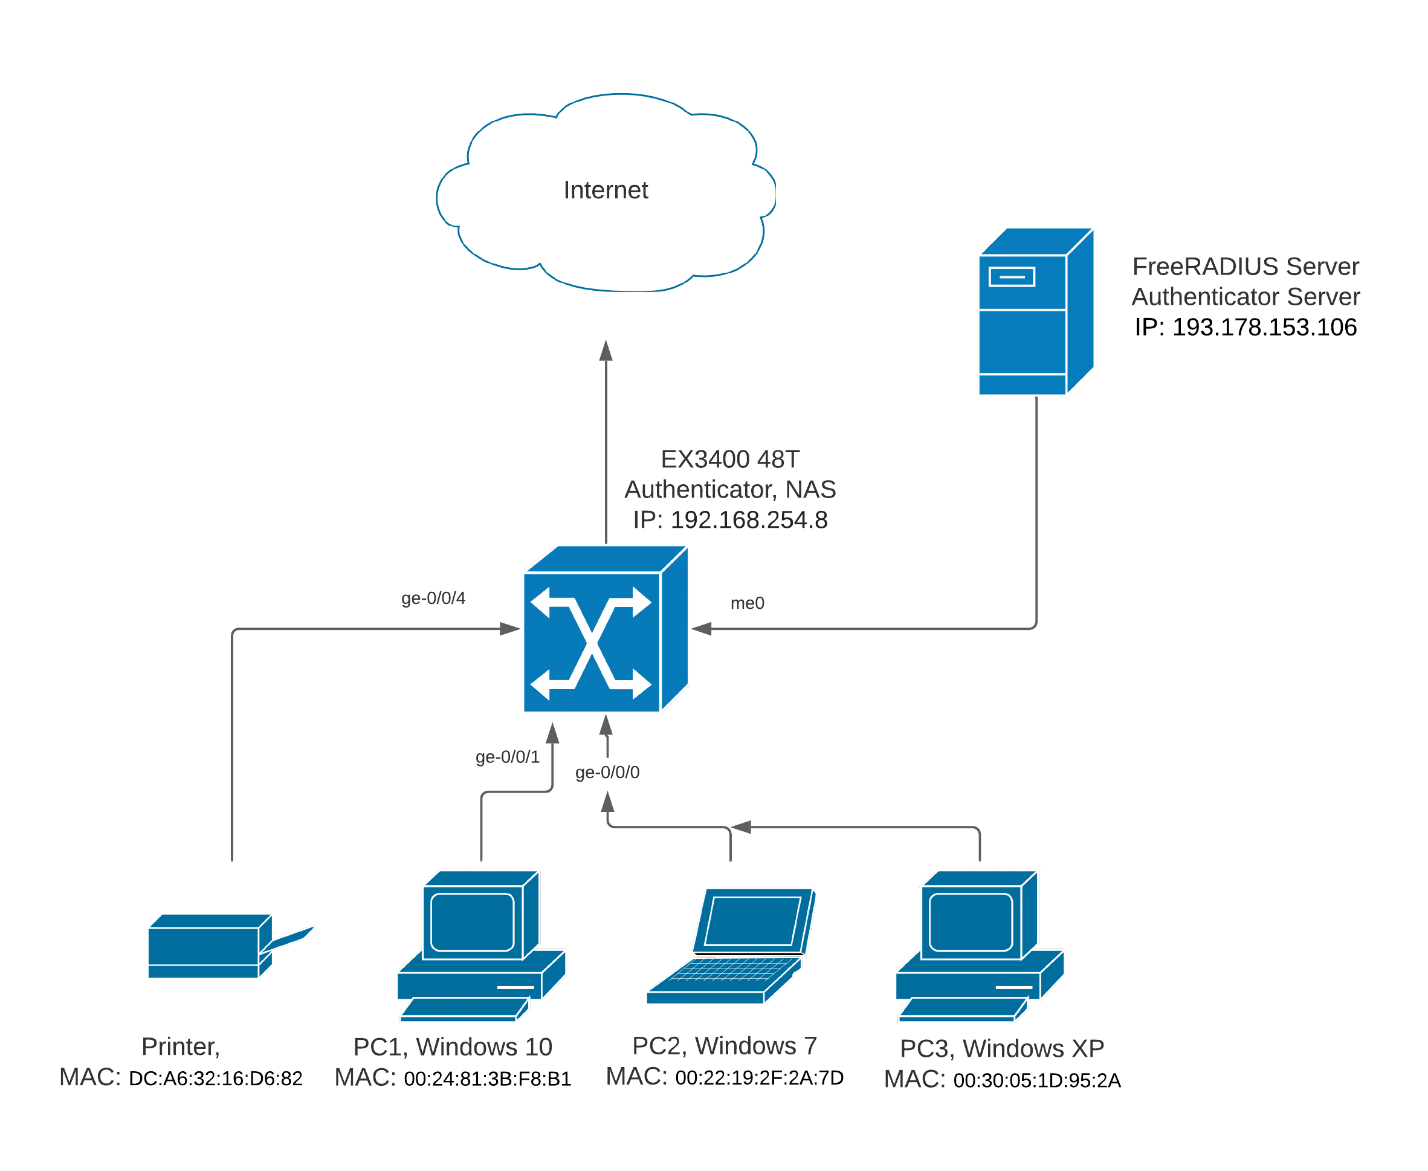 Internet
FreeRADIUS Server
Authenticator Server
IP: 193.178.153.106
EX3400 48T
Authenticator, NAS
IP: 192.168.254.8
ge-0/0/4
me0
ge-0/0/1
ge-0/0/0
Printer,
MAC: DC:A6:32:16:D6:82
PC1, Windows 10
MAC: 00:24:81:3B:F8:B1
PC2, Windows 7
MAC: 00:22:19:2F:2A:7D
PC3, Windows XP
MAC: 00:30:05:1D:95:2A